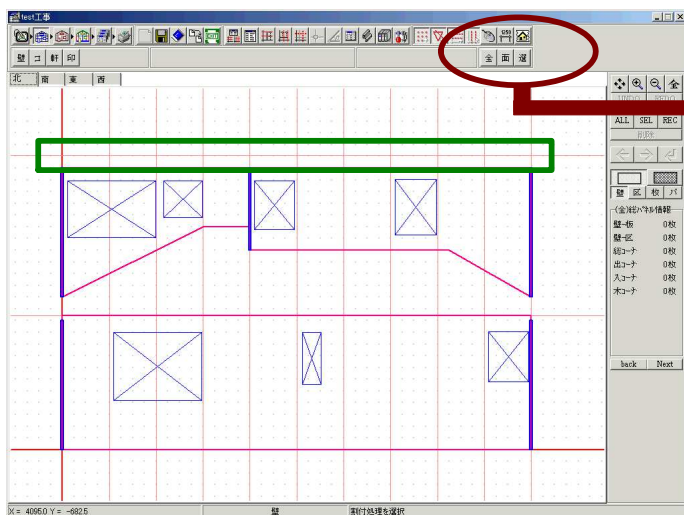 test工事
壁 コ 軒 印
全 面 選
北 南 東 西
全
UNDO REDO
ALL SEL REC
削除
壁 区 枚 パ
(全)総パネル情報
壁-板 0枚
壁-区 0枚
総コーナ 0枚
出コーナ 0枚
入コーナ 0枚
木コーナ 0枚
back Next
X = 4095.0 Y = -682.5
壁
割付処理を選択